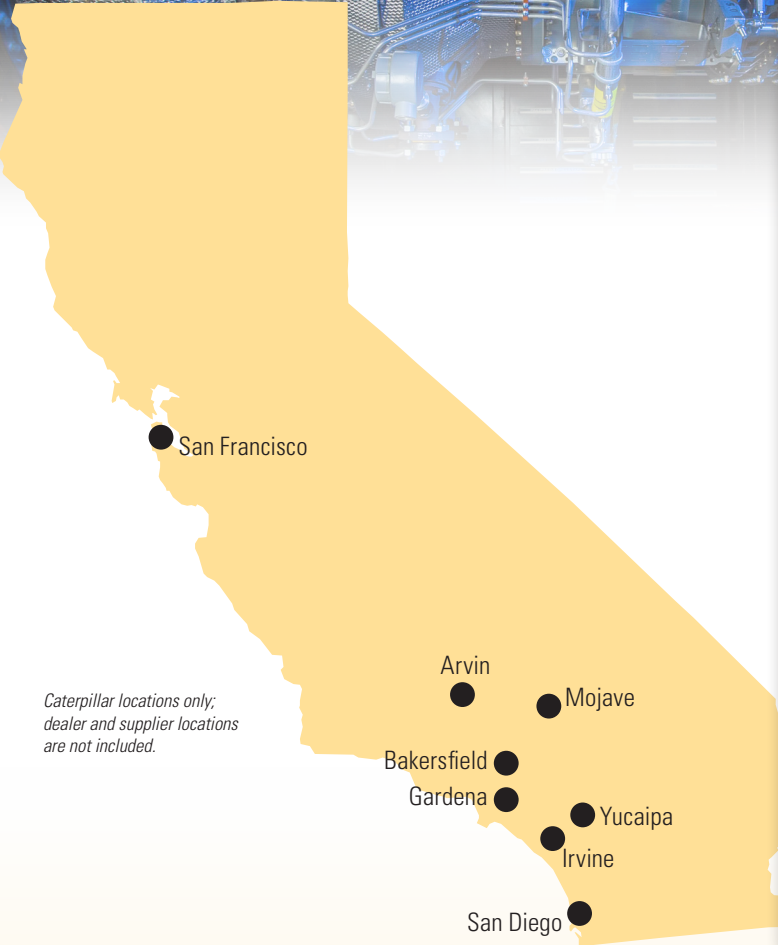 San Francisco
Arvin
Mojave
Caterpillar locations only;
dealer and supplier locations
are not included.
Bakersfield
Gardena
Yucaipa
Irvine
San Diego